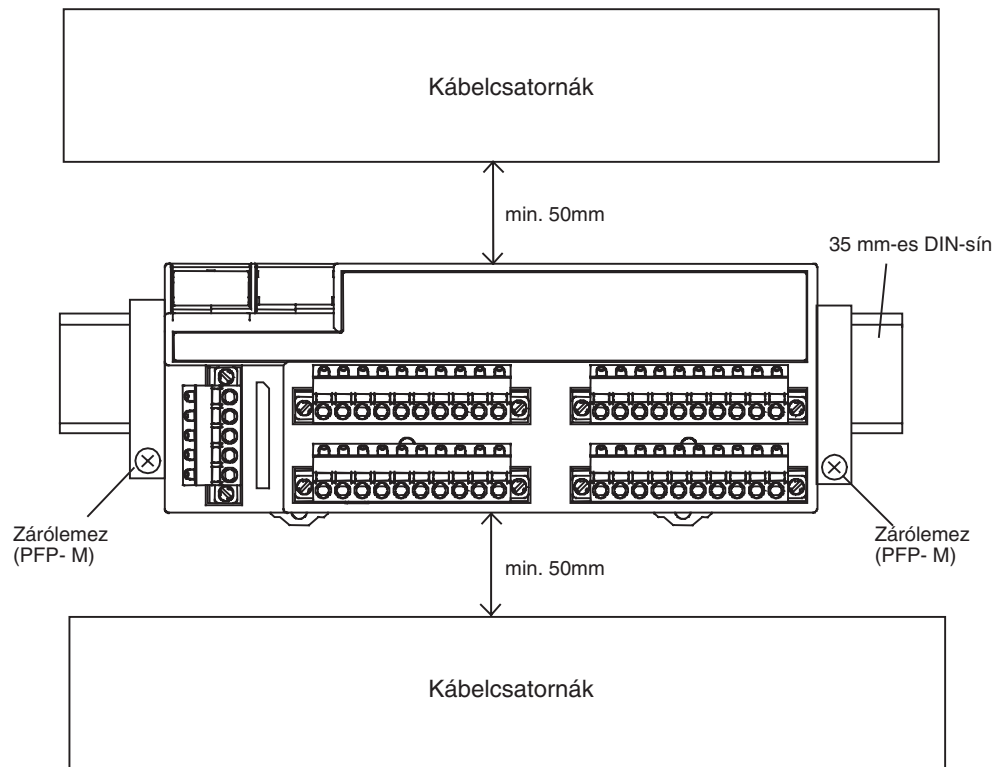 Kábelcsatornák
min. 50mm
35 mm-es DIN-sín
Zárólemez
(PFP- M)
Zárólemez
(PFP- M)
min. 50mm
Kábelcsatornák